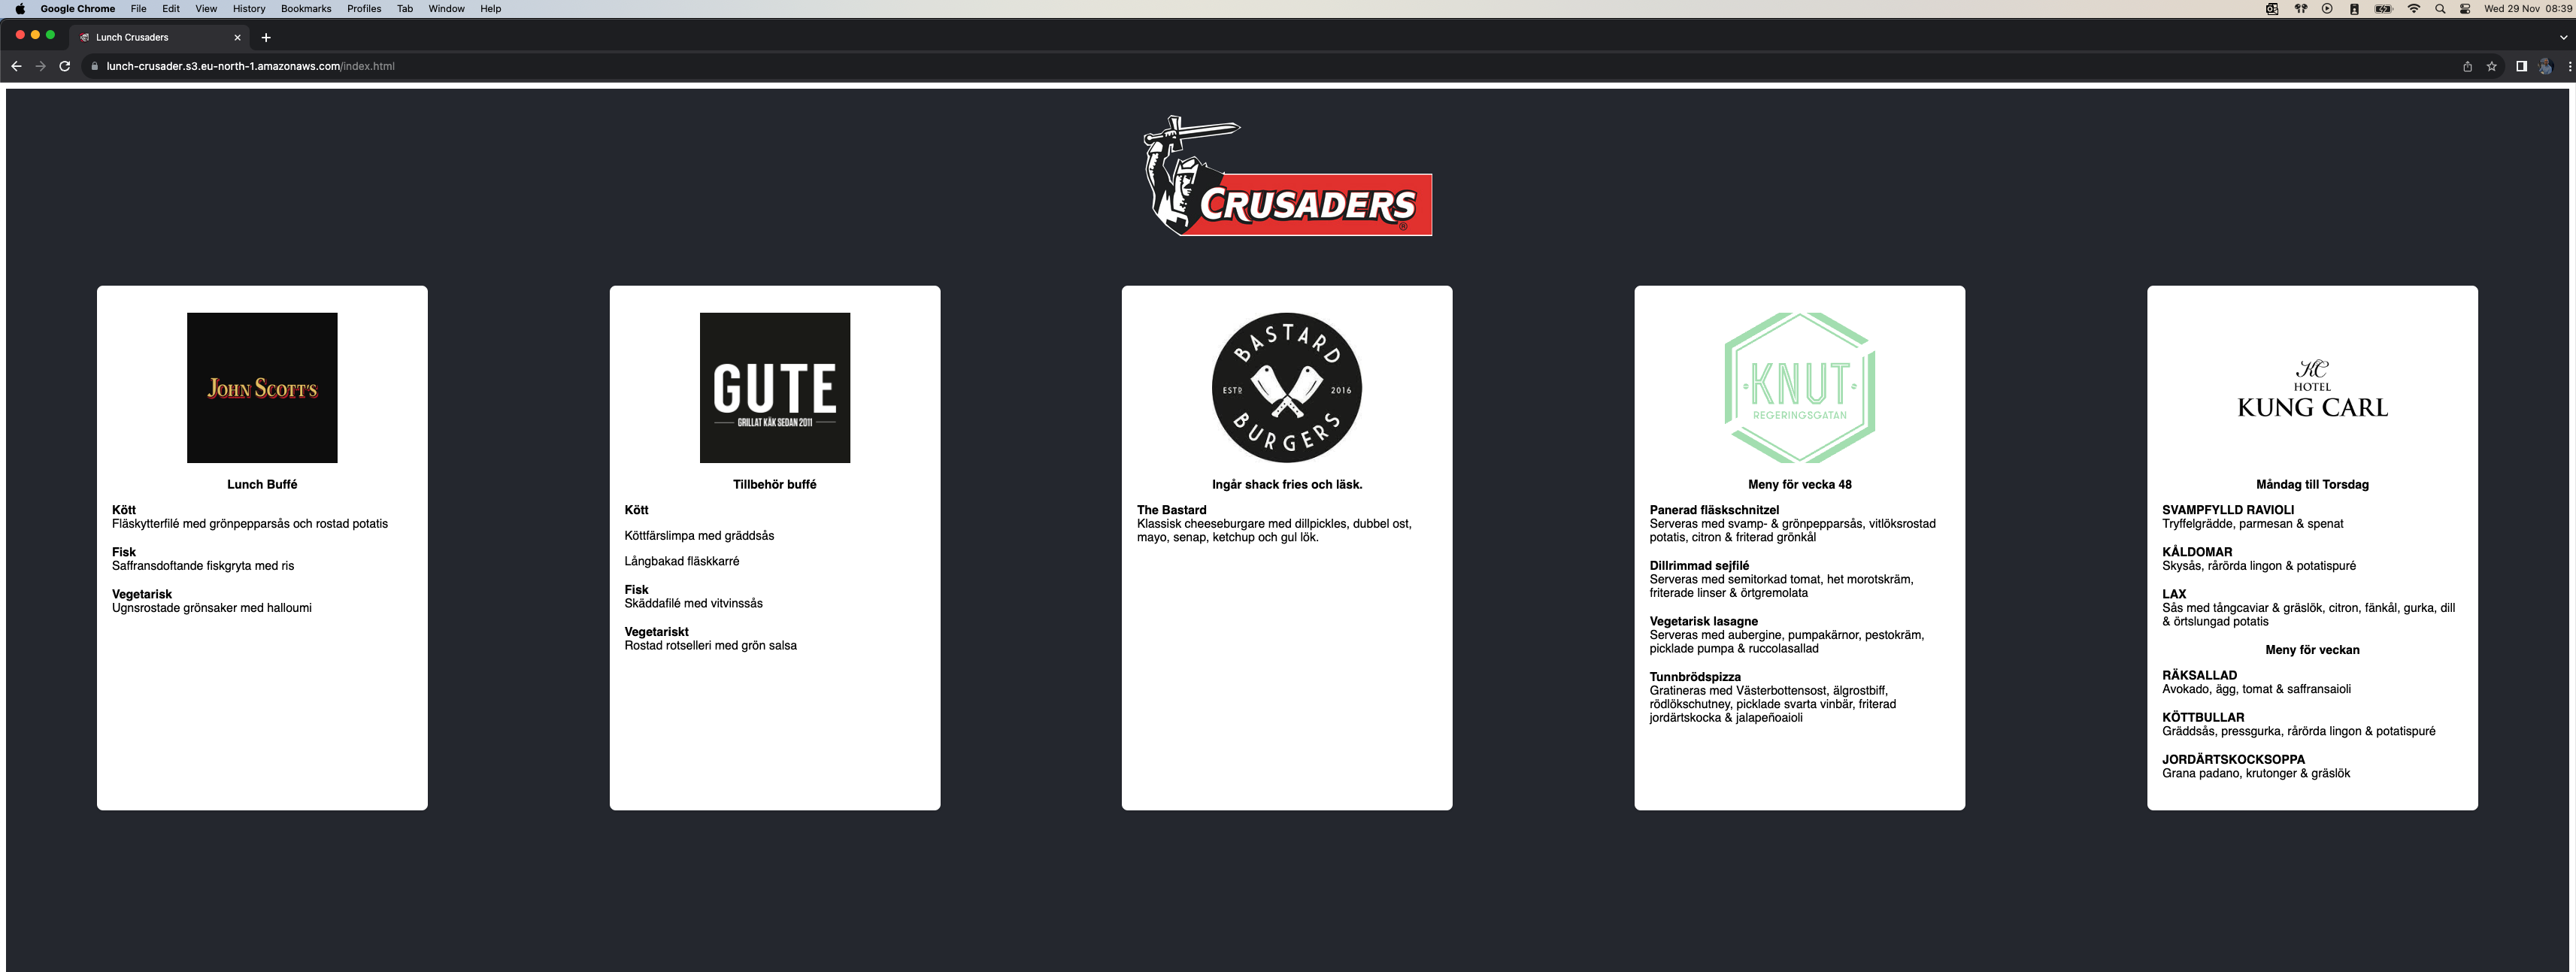 Google Chrome File Edit View History Bookmarks Profiles Tab Window Help Wed 29 Nov 08:39
Lunch Crusaders
lunch-crusader.s3.eu-north-1.amazonaws.com/index.html
CRUSADERS
®
JOHN SCOTT'S
Lunch Buffé
Kött
Fläskytterfilé med grönpepparsås och rostad potatis
Fisk
Saffransdoftande fiskgryta med ris
Vegetarisk
Ugnsrostade grönsaker med halloumi
GUTE
GRILLAT KÄK SEDAN 2011
Tillbehör buffé
Kött
Köttfärslimpa med gräddsås
Långbakad fläskkarré
Fisk
Skäddafilé med vitvinssås
Vegetariskt
Rostad rotselleri med grön salsa
BASTARD
ESTD 2016
BURGERS
Ingår shack fries och läsk.
The Bastard
Klassisk cheeseburgare med dillpickles, dubbel ost,
mayo, senap, ketchup och gul lök.
KNUT
REGERINGSGATAN
Meny för vecka 48
Panerad fläskschnitzel
Serveras med svamp- & grönpepparsås, vitlöksrostad
potatis, citron & friterad grönkål
Dillrimmad sejfilé
Serveras med semitorkad tomat, het morotskräm,
friterade linser & örtgremolata
Vegetarisk lasagne
Serveras med aubergine, pumpakärnor, pestokräm,
picklade pumpa & ruccolasallad
Tunnbrödspizza
Gratineras med Västerbottensost, älgrostbiff,
rödlökschutney, picklade svarta vinbär, friterad
jordärtskocka & jalapeñoaioli
KC
HOTEL
KUNG CARL
Måndag till Torsdag
SVAMPFYLLD RAVIOLI
Tryffelgrädde, parmesan & spenat
KÅLDOMAR
Skysås, rårörda lingon & potatispuré
LAX
Sås med tångcaviar & gräslök, citron, fänkål, gurka, dill
& örtslungad potatis
Meny för veckan
RÄKSALLAD
Avokado, ägg, tomat & saffransaioli
KÖTTBULLAR
Gräddsås, pressgurka, rårörda lingon & potatispuré
JORDÄRTSKOCKSOPPA
Grana padano, krutonger & gräslök